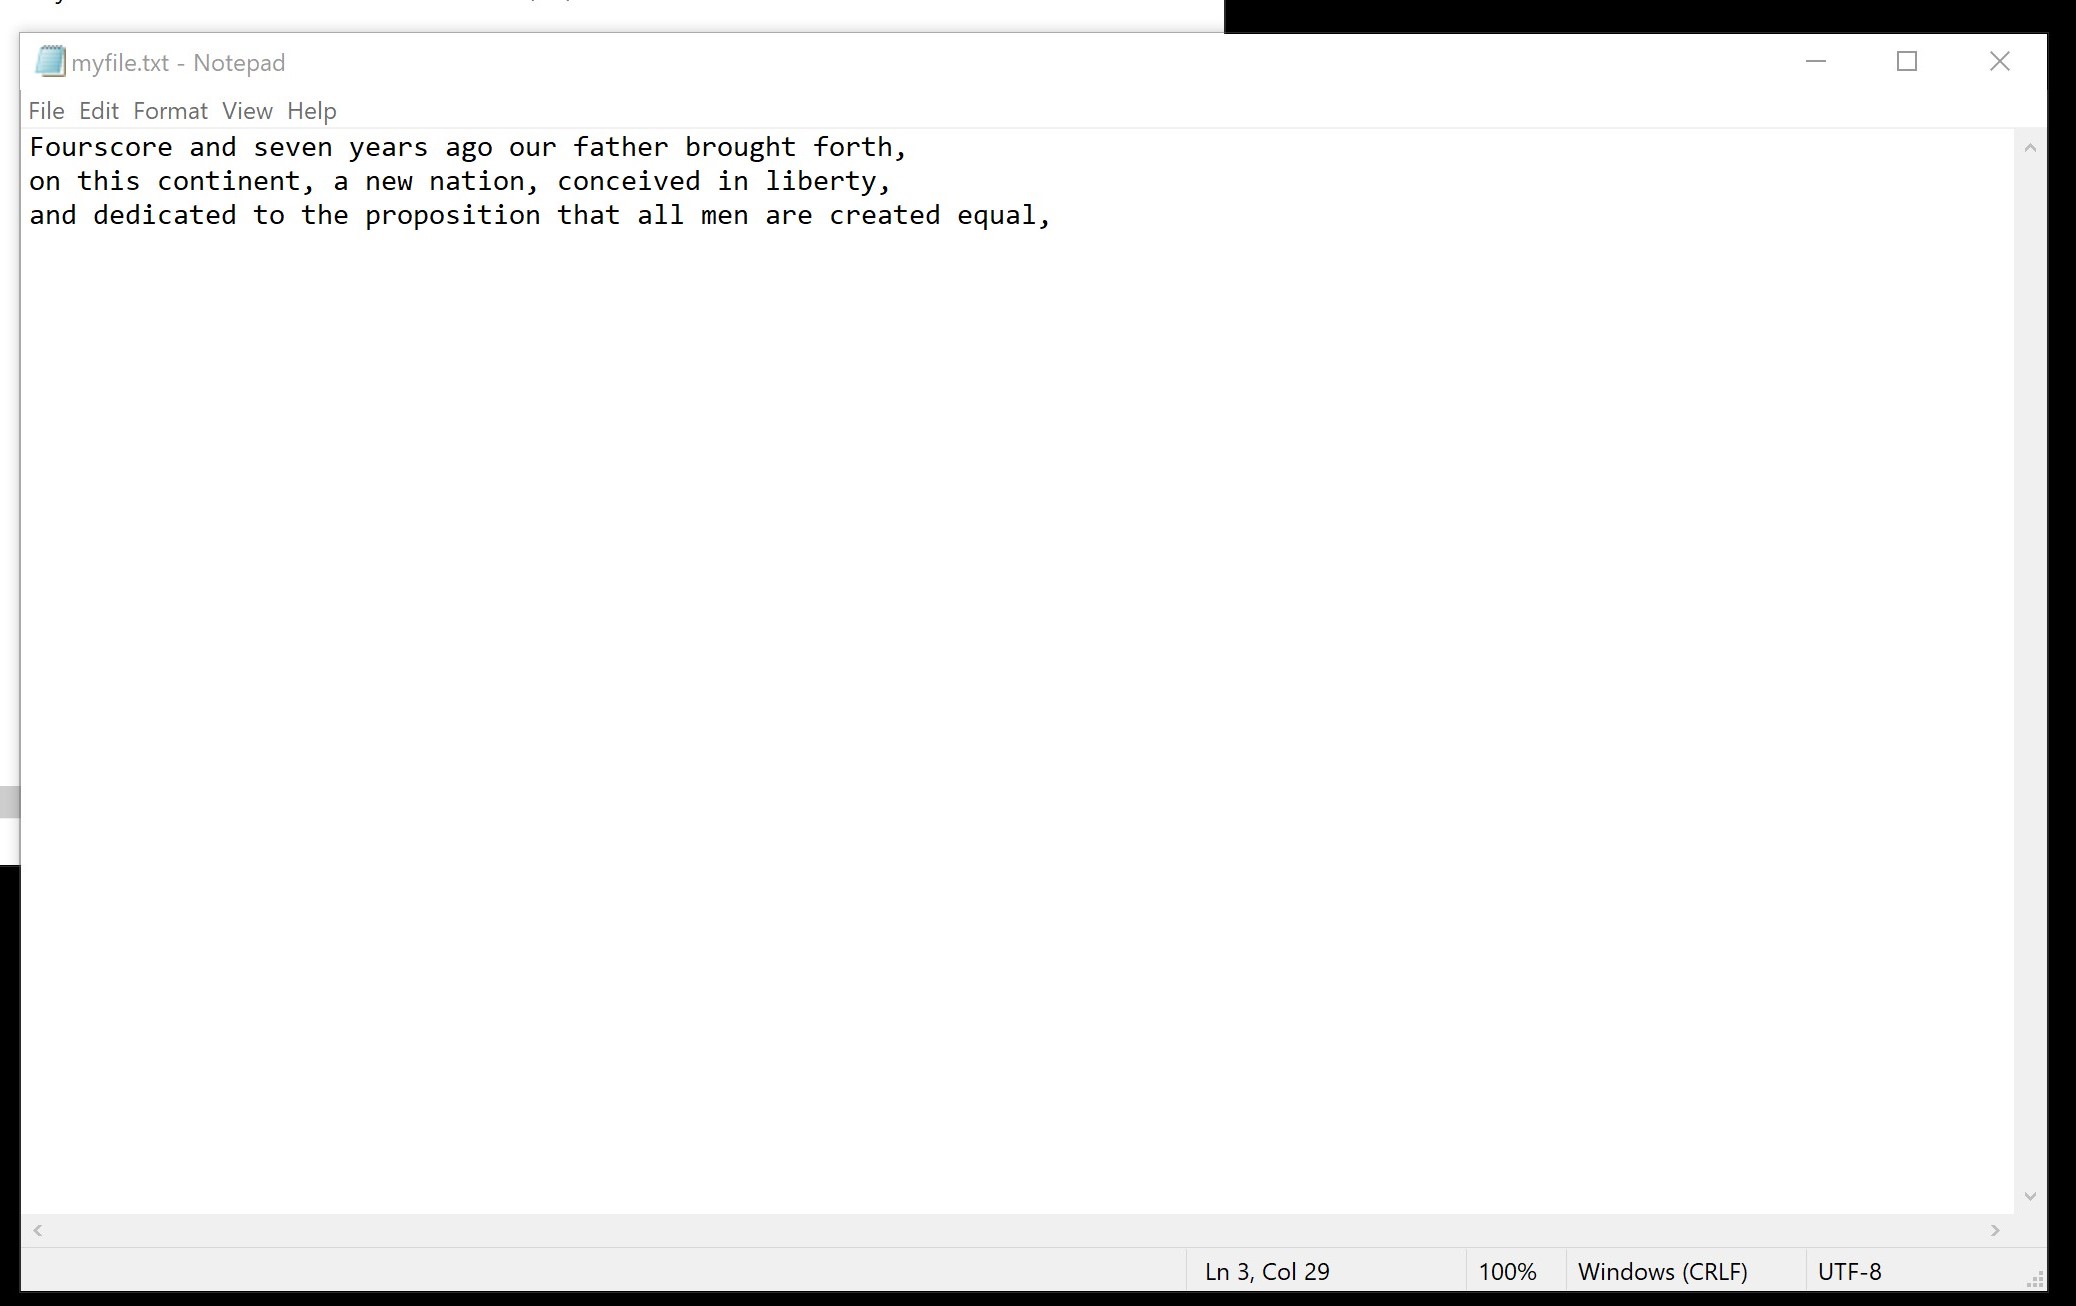 myfile.txt - Notepad
File Edit Format View Help
Fourscore and seven years ago our father brought forth,
on this continent, a new nation, conceived in liberty,
and dedicated to the proposition that all men are created equal,
Ln 3, Col 29 100% Windows (CRLF) UTF-8